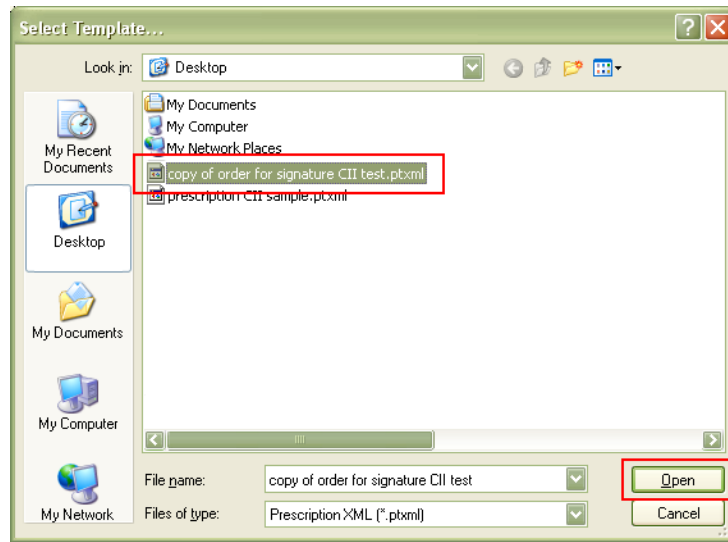 Select Template...
Look in:
Desktop
My Recent
Documents
Desktop
My Documents
My Computer
My Network
My Documents
My Computer
My Network Places
copy of order for signature CII test.ptxml
prescription CII sample.ptxml
File name:
copy of order for signature CII test
Open
Files of type:
Prescription XML (*.ptxml)
Cancel